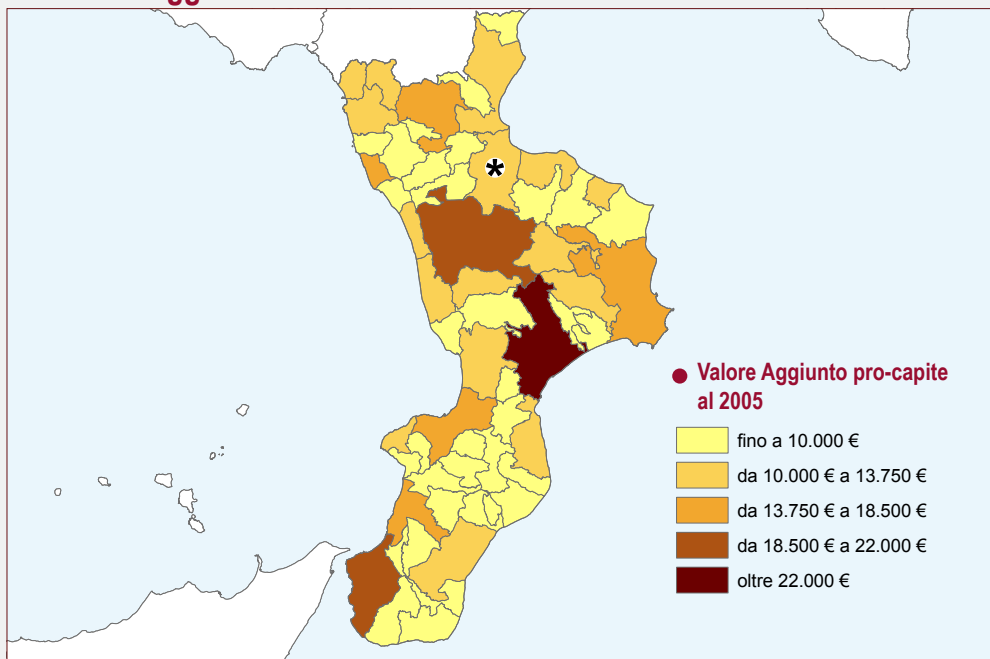 Valore Aggiunto pro-capite
al 2005
fino a 10.000 €
da 10.000 € a 13.750 €
da 13.750 € a 18.500 €
da 18.500 € a 22.000 €
oltre 22.000 €